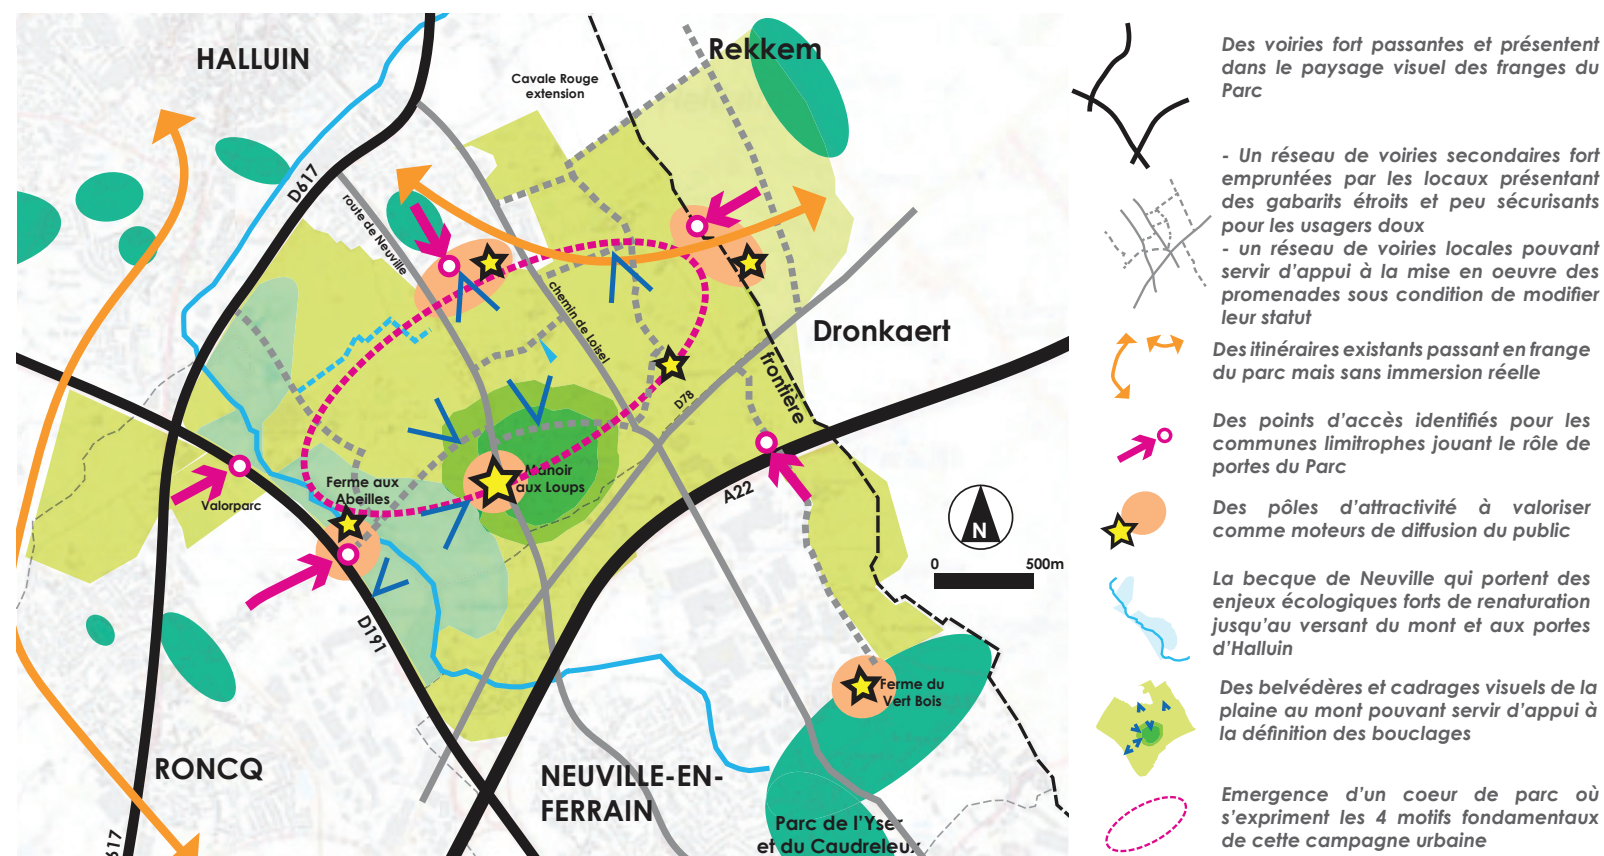 HALLUIN
Rekkem
Cavale Rouge
extension
D617
route de Neuville
chemin de Loisel
Dronkaert
frontière
D78
A22
Manoir
aux Loups
Ferme aux
Abeilles
Valorparc
N
0 500m
D191
Ferme du
Vert Bois
RONCQ
NEUVILLE-EN-
FERRAIN
Parc de l'Yser
et du Caudreleux
617
Des voiries fort passantes et présentent
dans le paysage visuel des franges du
Parc
- Un réseau de voiries secondaires fort
empruntées par les locaux présentant
des gabarits étroits et peu sécurisants
pour les usagers doux
- un réseau de voiries locales pouvant
servir d'appui à la mise en oeuvre des
promenades sous condition de modifier
leur statut
Des itinéraires existants passant en frange
du parc mais sans immersion réelle
Des points d'accès identifiés pour les
communes limitrophes jouant le rôle de
portes du Parc
Des pôles d'attractivité à valoriser
comme moteurs de diffusion du public
La becque de Neuville qui portent des
enjeux écologiques forts de renaturation
jusqu'au versant du mont et aux portes
d'Halluin
Des belvédères et cadrages visuels de la
plaine au mont pouvant servir d'appui à
la définition des bouclages
Emergence d'un coeur de parc où
s'expriment les 4 motifs fondamentaux
de cette campagne urbaine